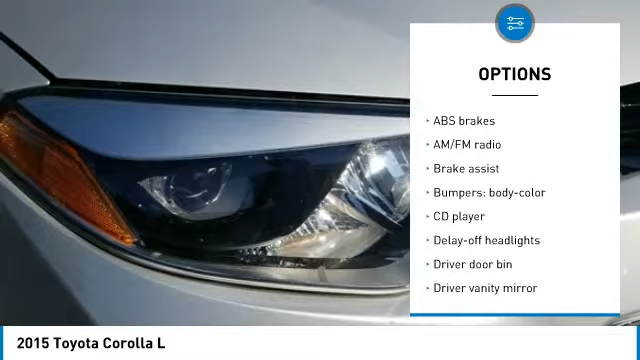 OPTIONS
ABS brakes
AM/FM radio
Brake assist
Bumpers: body-color
CD player
Delay-off headlights
Driver door bin
Driver vanity mirror
2015 Toyota Corolla L